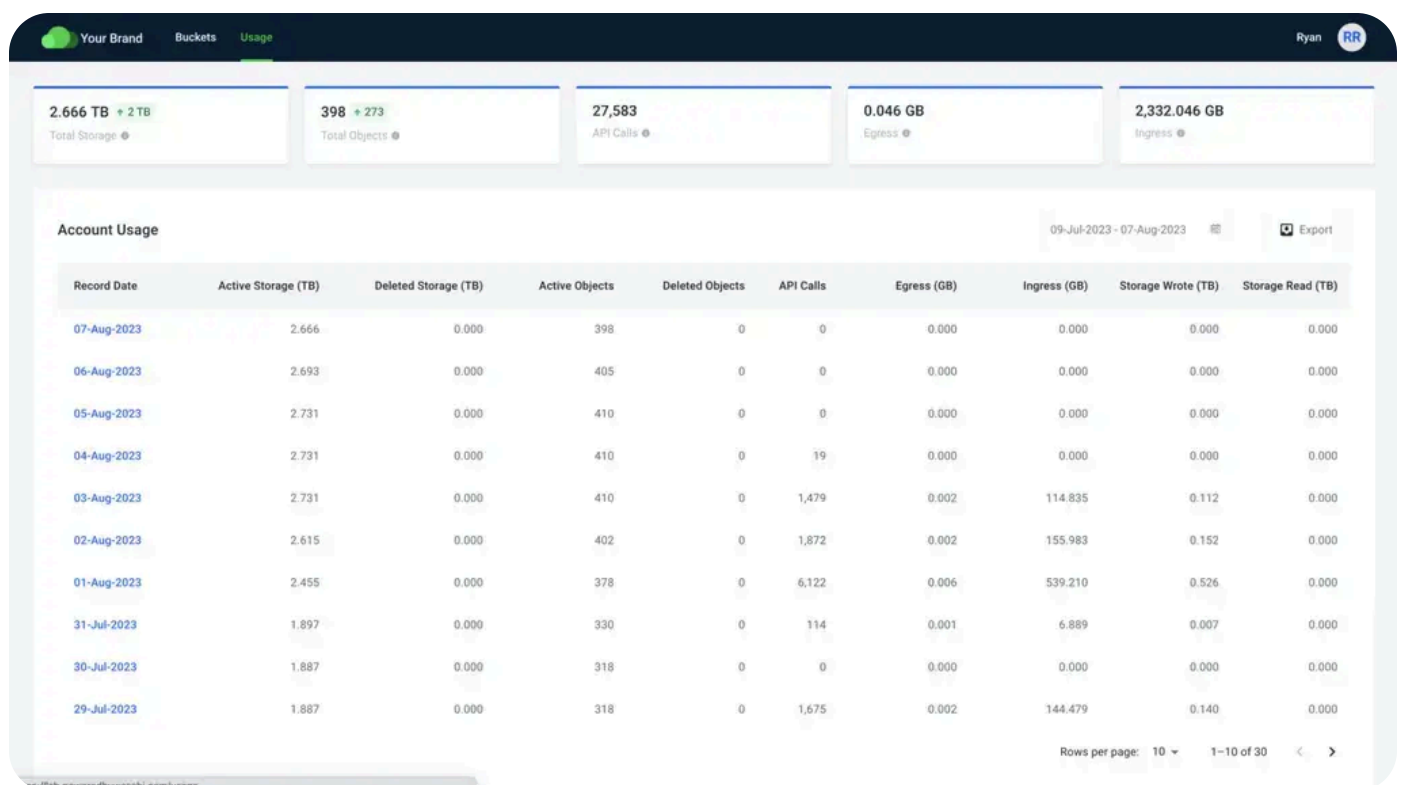 Your Brand Buckets Usage Ryan RR
2.666 TB + 2 TB
Total Storage
398 + 273
Total Objects
27,583
API Calls
0.046 GB
Egress
2,332.046 GB
Ingress
Account Usage 09-Jul-2023 - 07-Aug-2023 Export
Record Date Active Storage (TB) Deleted Storage (TB) Active Objects Deleted Objects API Calls Egress (GB) Ingress (GB) Storage Wrote (TB) Storage Read (TB)
07-Aug-2023 2.666 0.000 398 0 0 0.000 0.000 0.000 0.000
06-Aug-2023 2.693 0.000 405 0 0 0.000 0.000 0.000 0.000
05-Aug-2023 2.731 0.000 410 0 0 0.000 0.000 0.000 0.000
04-Aug-2023 2.731 0.000 410 0 19 0.000 0.000 0.000 0.000
03-Aug-2023 2.731 0.000 410 0 1,479 0.002 114.835 0.112 0.000
02-Aug-2023 2.615 0.000 402 0 1,872 0.002 155.983 0.152 0.000
01-Aug-2023 2.455 0.000 378 0 6,122 0.006 539.210 0.526 0.000
31-Jul-2023 1.897 0.000 330 0 114 0.001 6.889 0.007 0.000
30-Jul-2023 1.887 0.000 318 0 0 0.000 0.000 0.000 0.000
29-Jul-2023 1.887 0.000 318 0 1,675 0.002 144.479 0.140 0.000
Rows per page: 10 1–10 of 30